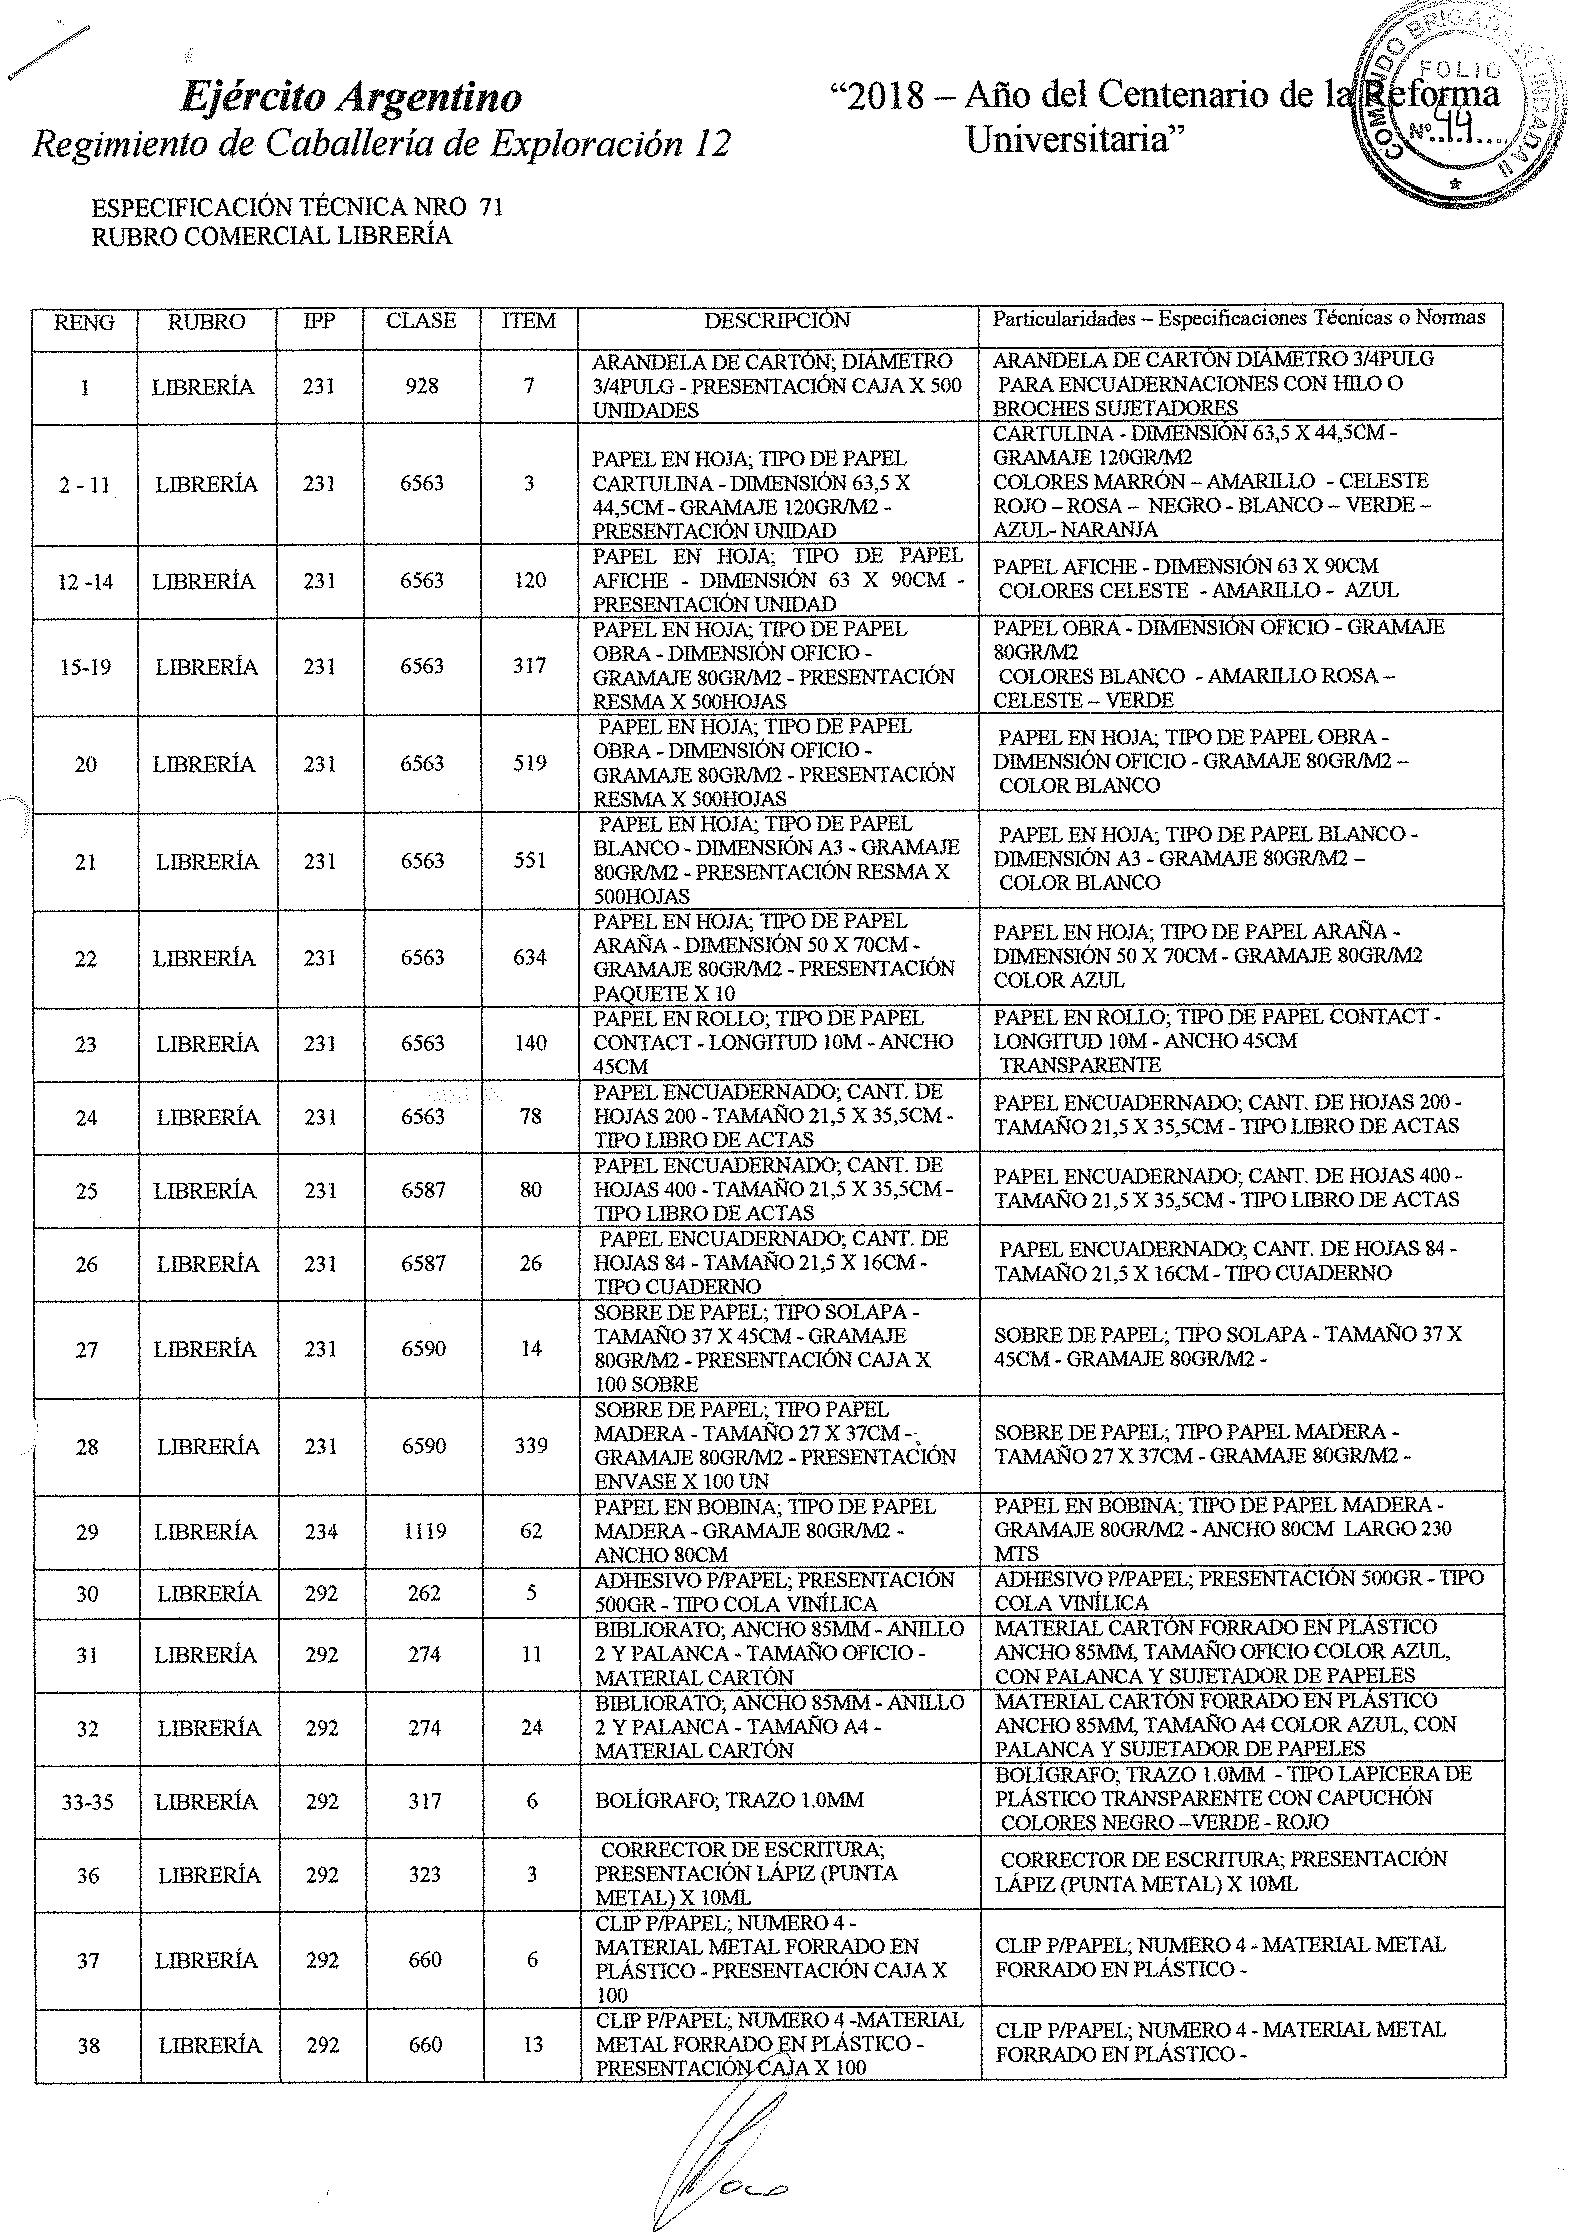 Ejército Argentino
Regimiento de Caballería de Exploración 12
“2018 – Año del Centenario de la Reforma
Universitaria”
COMANDO BRIGADA BLINDADA II
FOLIO
Nº 44
ESPECIFICACIÓN TÉCNICA NRO 71
RUBRO COMERCIAL LIBRERÍA
RENG RUBRO IPP CLASE ITEM DESCRIPCIÓN Particularidades – Especificaciones Técnicas o Normas
1 LIBRERÍA 231 928 7
ARANDELA DE CARTÓN; DIÁMETRO
3/4PULG - PRESENTACIÓN CAJA X 500
UNIDADES
ARANDELA DE CARTÓN DIÁMETRO 3/4PULG
PARA ENCUADERNACIONES CON HILO O
BROCHES SUJETADORES
2 - 11 LIBRERÍA 231 6563 3
PAPEL EN HOJA; TIPO DE PAPEL
CARTULINA - DIMENSIÓN 63,5 X
44,5CM - GRAMAJE 120GR/M2 -
PRESENTACIÓN UNIDAD
CARTULINA - DIMENSIÓN 63,5 X 44,5CM -
GRAMAJE 120GR/M2
COLORES MARRÓN – AMARILLO - CELESTE
ROJO – ROSA – NEGRO - BLANCO – VERDE –
AZUL- NARANJA
12 -14 LIBRERÍA 231 6563 120
PAPEL EN HOJA; TIPO DE PAPEL
AFICHE - DIMENSIÓN 63 X 90CM -
PRESENTACIÓN UNIDAD
PAPEL AFICHE - DIMENSIÓN 63 X 90CM
COLORES CELESTE - AMARILLO - AZUL
15-19 LIBRERÍA 231 6563 317
PAPEL EN HOJA; TIPO DE PAPEL
OBRA - DIMENSIÓN OFICIO -
GRAMAJE 80GR/M2 - PRESENTACIÓN
RESMA X 500HOJAS
PAPEL OBRA - DIMENSIÓN OFICIO - GRAMAJE
80GR/M2
COLORES BLANCO - AMARILLO ROSA –
CELESTE – VERDE
20 LIBRERÍA 231 6563 519
PAPEL EN HOJA; TIPO DE PAPEL
OBRA - DIMENSIÓN OFICIO -
GRAMAJE 80GR/M2 - PRESENTACIÓN
RESMA X 500HOJAS
PAPEL EN HOJA; TIPO DE PAPEL OBRA -
DIMENSIÓN OFICIO - GRAMAJE 80GR/M2 –
COLOR BLANCO
21 LIBRERÍA 231 6563 551
PAPEL EN HOJA; TIPO DE PAPEL
BLANCO - DIMENSIÓN A3 - GRAMAJE
80GR/M2 - PRESENTACIÓN RESMA X
500HOJAS
PAPEL EN HOJA; TIPO DE PAPEL BLANCO -
DIMENSIÓN A3 - GRAMAJE 80GR/M2 –
COLOR BLANCO
22 LIBRERÍA 231 6563 634
PAPEL EN HOJA; TIPO DE PAPEL
ARAÑA - DIMENSIÓN 50 X 70CM -
GRAMAJE 80GR/M2 - PRESENTACIÓN
PAQUETE X 10
PAPEL EN HOJA; TIPO DE PAPEL ARAÑA -
DIMENSIÓN 50 X 70CM - GRAMAJE 80GR/M2
COLOR AZUL
23 LIBRERÍA 231 6563 140
PAPEL EN ROLLO; TIPO DE PAPEL
CONTACT - LONGITUD 10M - ANCHO
45CM
PAPEL EN ROLLO; TIPO DE PAPEL CONTACT -
LONGITUD 10M - ANCHO 45CM
TRANSPARENTE
24 LIBRERÍA 231 6563 78
PAPEL ENCUADERNADO; CANT. DE
HOJAS 200 - TAMAÑO 21,5 X 35,5CM -
TIPO LIBRO DE ACTAS
PAPEL ENCUADERNADO; CANT. DE HOJAS 200 -
TAMAÑO 21,5 X 35,5CM - TIPO LIBRO DE ACTAS
25 LIBRERÍA 231 6587 80
PAPEL ENCUADERNADO; CANT. DE
HOJAS 400 - TAMAÑO 21,5 X 35,5CM -
TIPO LIBRO DE ACTAS
PAPEL ENCUADERNADO; CANT. DE HOJAS 400 -
TAMAÑO 21,5 X 35,5CM - TIPO LIBRO DE ACTAS
26 LIBRERÍA 231 6587 26
PAPEL ENCUADERNADO; CANT. DE
HOJAS 84 - TAMAÑO 21,5 X 16CM -
TIPO CUADERNO
PAPEL ENCUADERNADO; CANT. DE HOJAS 84 -
TAMAÑO 21,5 X 16CM - TIPO CUADERNO
27 LIBRERÍA 231 6590 14
SOBRE DE PAPEL; TIPO SOLAPA -
TAMAÑO 37 X 45CM - GRAMAJE
80GR/M2 - PRESENTACIÓN CAJA X
100 SOBRE
SOBRE DE PAPEL; TIPO SOLAPA - TAMAÑO 37 X
45CM - GRAMAJE 80GR/M2 -
28 LIBRERÍA 231 6590 339
SOBRE DE PAPEL; TIPO PAPEL
MADERA - TAMAÑO 27 X 37CM -
GRAMAJE 80GR/M2 - PRESENTACIÓN
ENVASE X 100 UN
SOBRE DE PAPEL; TIPO PAPEL MADERA -
TAMAÑO 27 X 37CM - GRAMAJE 80GR/M2 -
29 LIBRERÍA 234 1119 62
PAPEL EN BOBINA; TIPO DE PAPEL
MADERA - GRAMAJE 80GR/M2 -
ANCHO 80CM
PAPEL EN BOBINA; TIPO DE PAPEL MADERA -
GRAMAJE 80GR/M2 - ANCHO 80CM LARGO 230
MTS
30 LIBRERÍA 292 262 5
ADHESIVO P/PAPEL; PRESENTACIÓN
500GR - TIPO COLA VINÍLICA
ADHESIVO P/PAPEL; PRESENTACIÓN 500GR - TIPO
COLA VINÍLICA
31 LIBRERÍA 292 274 11
BIBLIORATO; ANCHO 85MM - ANILLO
2 Y PALANCA - TAMAÑO OFICIO -
MATERIAL CARTÓN
MATERIAL CARTÓN FORRADO EN PLÁSTICO
ANCHO 85MM, TAMAÑO OFICIO COLOR AZUL,
CON PALANCA Y SUJETADOR DE PAPELES
32 LIBRERÍA 292 274 24
BIBLIORATO; ANCHO 85MM - ANILLO
2 Y PALANCA - TAMAÑO A4 -
MATERIAL CARTÓN
MATERIAL CARTÓN FORRADO EN PLÁSTICO
ANCHO 85MM, TAMAÑO A4 COLOR AZUL, CON
PALANCA Y SUJETADOR DE PAPELES
33-35 LIBRERÍA 292 317 6
BOLÍGRAFO; TRAZO 1.0MM
BOLÍGRAFO; TRAZO 1.0MM - TIPO LAPICERA DE
PLÁSTICO TRANSPARENTE CON CAPUCHÓN
COLORES NEGRO –VERDE - ROJO
36 LIBRERÍA 292 323 3
CORRECTOR DE ESCRITURA;
PRESENTACIÓN LÁPIZ (PUNTA
METAL) X 10ML
CORRECTOR DE ESCRITURA; PRESENTACIÓN
LÁPIZ (PUNTA METAL) X 10ML
37 LIBRERÍA 292 660 6
CLIP P/PAPEL; NUMERO 4 -
MATERIAL METAL FORRADO EN
PLÁSTICO - PRESENTACIÓN CAJA X
100
CLIP P/PAPEL; NUMERO 4 - MATERIAL METAL
FORRADO EN PLÁSTICO -
38 LIBRERÍA 292 660 13
CLIP P/PAPEL; NUMERO 4 -MATERIAL
METAL FORRADO EN PLÁSTICO -
PRESENTACIÓN CAJA X 100
CLIP P/PAPEL; NUMERO 4 - MATERIAL METAL
FORRADO EN PLÁSTICO -